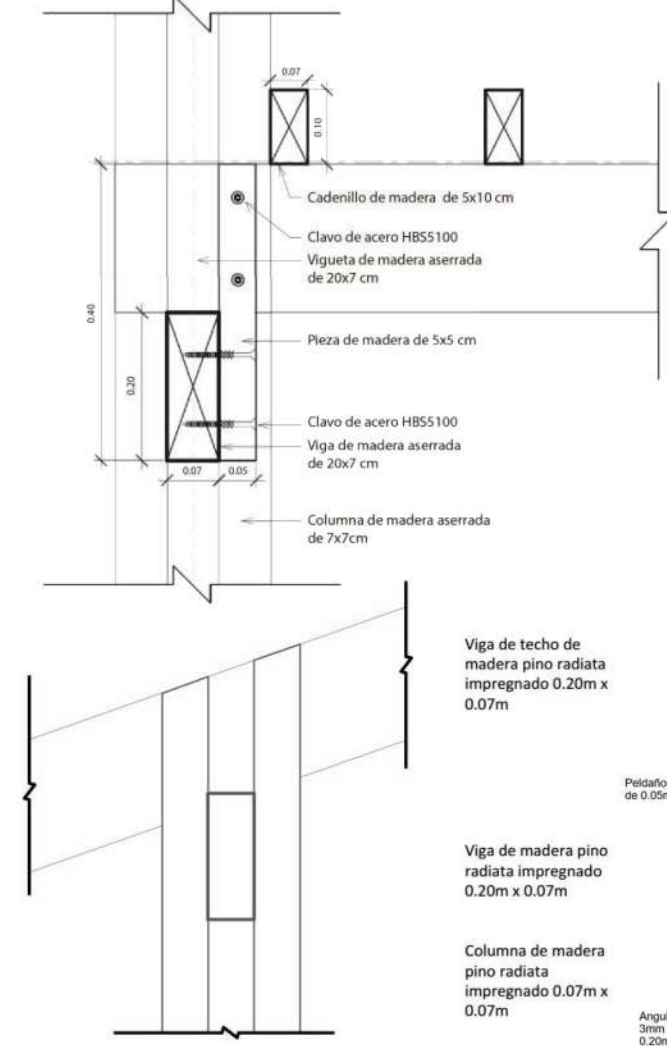 0.07
0.10
Cadenillo de madera de 5x10 cm
Clavo de acero HBS5100
Vigueta de madera aserrada
de 20x7 cm
0.40
Pieza de madera de 5x5 cm
0.20
Clavo de acero HBS5100
Viga de madera aserrada
de 20x7 cm
0.07
0.05
Columna de madera aserrada
de 7x7cm
Viga de techo de
madera pino radiata
impregnado 0.20m x
0.07m
Peldaño
de 0.05m
Viga de madera pino
radiata impregnado
0.20m x 0.07m
Columna de madera
pino radiata
impregnado 0.07m x
0.07m
Angul
3mm
0.20m